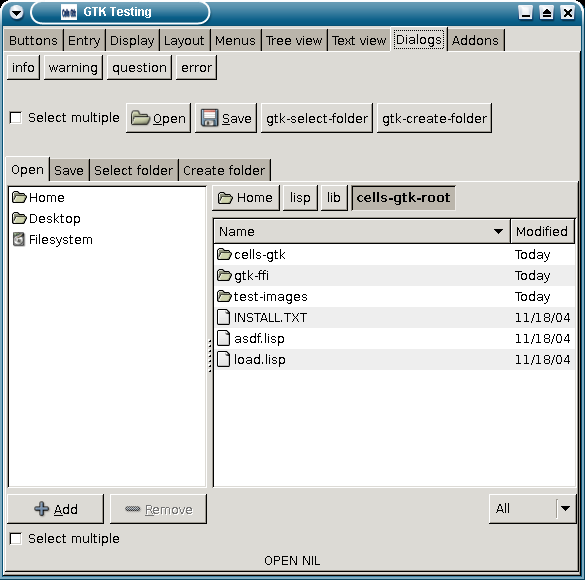 GTK Testing
Buttons Entry Display Layout Menus Tree view Text view Dialogs Addons
info warning question error
Select multiple Open Save gtk-select-folder gtk-create-folder
Open Save Select folder Create folder
Home Home lisp lib cells-gtk-root
Desktop
Filesystem
Name Modified
cells-gtk Today
gtk-ffi Today
test-images Today
INSTALL.TXT 11/18/04
asdf.lisp 11/18/04
load.lisp 11/18/04
Add Remove All
Select multiple
OPEN NIL